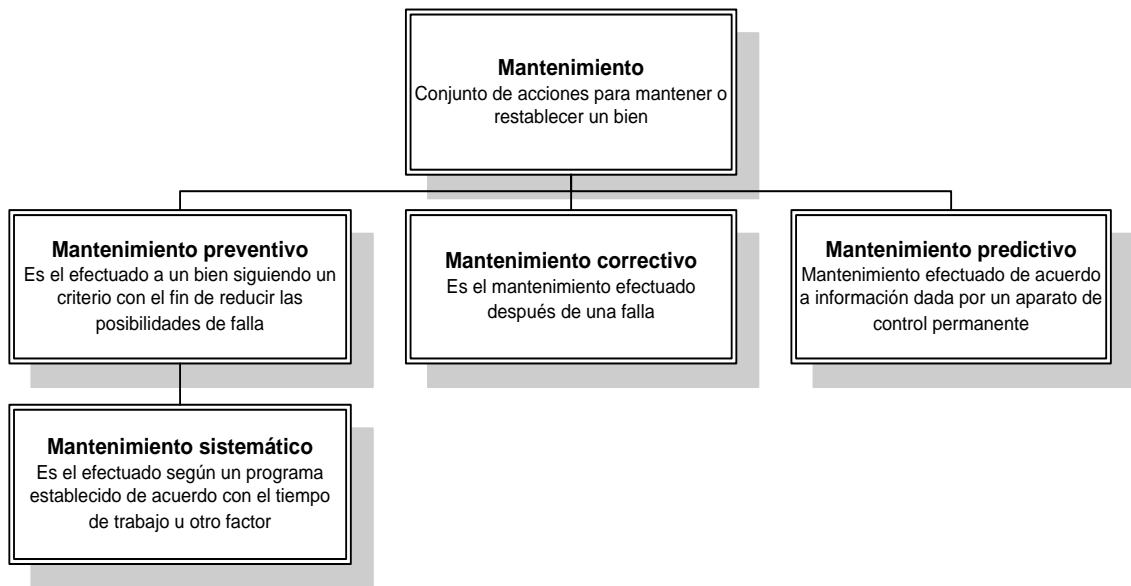 Mantenimiento
Conjunto de acciones para mantener o
restablecer un bien
Mantenimiento preventivo
Es el efectuado a un bien siguiendo un
criterio con el fin de reducir las
posibilidades de falla
Mantenimiento correctivo
Es el mantenimiento efectuado
después de una falla
Mantenimiento predictivo
Mantenimiento efectuado de acuerdo
a información dada por un aparato de
control permanente
Mantenimiento sistemático
Es el efectuado según un programa
establecido de acuerdo con el tiempo
de trabajo u otro factor